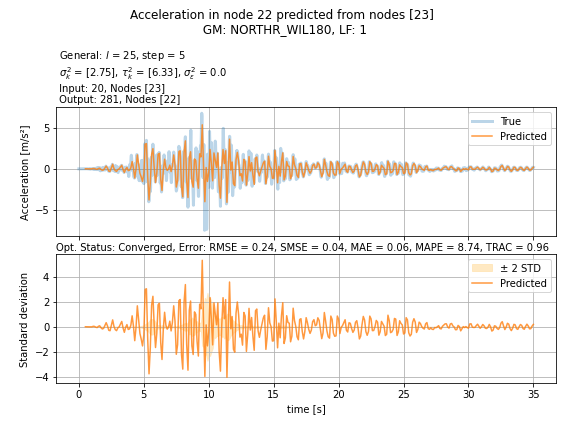 Acceleration in node 22 predicted from nodes [23]
GM: NORTHR_WIL180, LF: 1
General: l = 25, step = 5
σ²ₖ = [2.75], τ²ₖ = [6.33], σ²ε = 0.0
Input: 20, Nodes [23]
Output: 281, Nodes [22]
Acceleration [m/s²]
5
0
−5
True
Predicted
Opt. Status: Converged, Error: RMSE = 0.24, SMSE = 0.04, MAE = 0.06, MAPE = 8.74, TRAC = 0.96
Standard deviation
4
2
0
−2
−4
± 2 STD
Predicted
0 5 10 15 20 25 30 35
time [s]